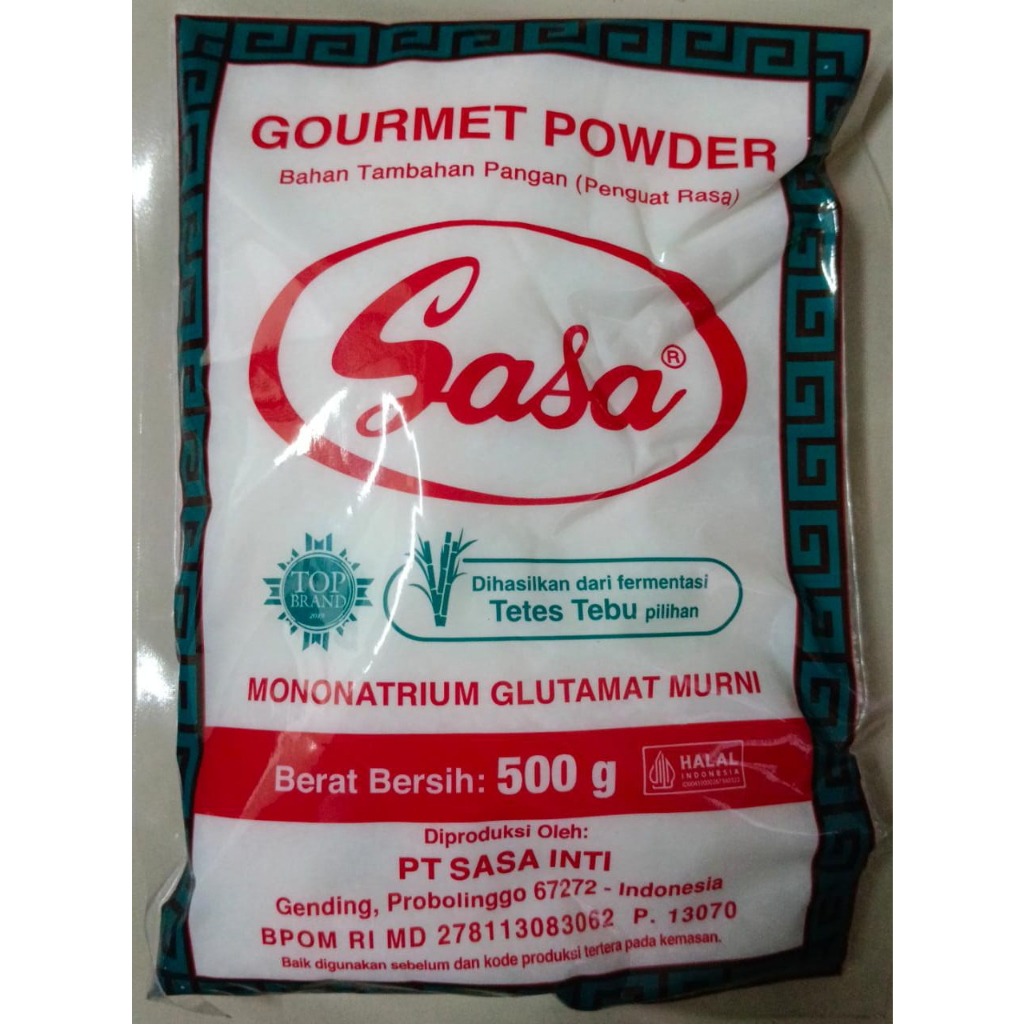 GOURMET POWDER
Bahan Tambahan Pangan (Penguat Rasa)
Sasa®
TOP
BRAND
Dihasilkan dari fermentasi
Tetes Tebu pilihan
MONONATRIUM GLUTAMAT MURNI
Berat Bersih: 500 g
HALAL
INDONESIA
Diproduksi Oleh:
PT SASA INTI
Gending, Probolinggo 67272 - Indonesia
BPOM RI MD 278113083062 P. 13070
Baik digunakan sebelum dan kode produksi tertera pada kemasan.